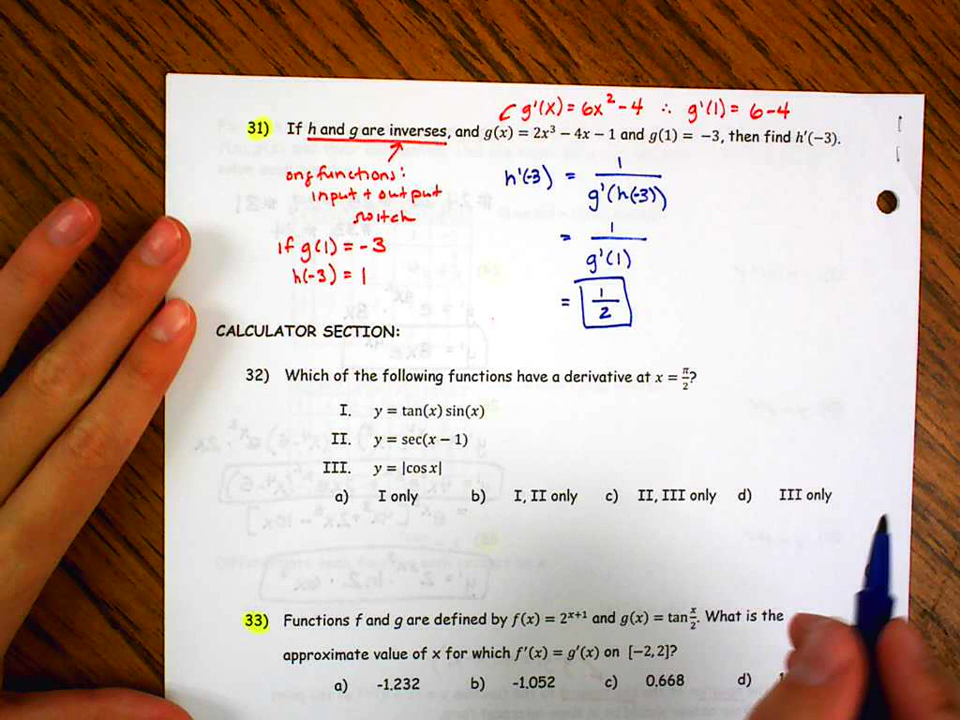 g'(x) = 6x² - 4 ∴ g'(1) = 6-4
31) If h and g are inverses, and g(x) = 2x³ − 4x − 1 and g(1) = −3, then find h'(−3).
inv functions:
input + output
switch
if g(1) = -3
h(-3) = 1
h'(-3) = 1 / g'(h(-3))
= 1 / g'(1)
= 1/2
CALCULATOR SECTION:
32) Which of the following functions have a derivative at x = π/2?
I. y = tan(x) sin(x)
II. y = sec(x − 1)
III. y = |cos x|
a) I only b) I, II only c) II, III only d) III only
33) Functions f and g are defined by f(x) = 2ˣ⁺¹ and g(x) = tan x/2. What is the
approximate value of x for which f'(x) = g'(x) on [−2,2]?
a) -1.232 b) -1.052 c) 0.668 d)